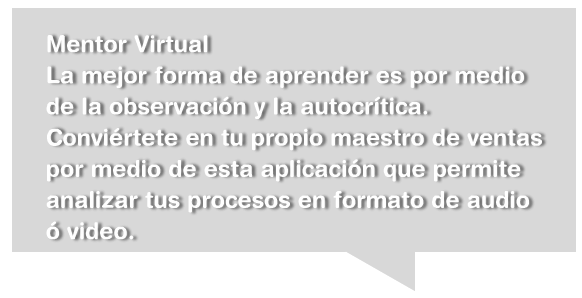 Mentor Virtual
La mejor forma de aprender es por medio
de la observación y la autocrítica.
Conviértete en tu propio maestro de ventas
por medio de esta aplicación que permite
analizar tus procesos en formato de audio
ó video.